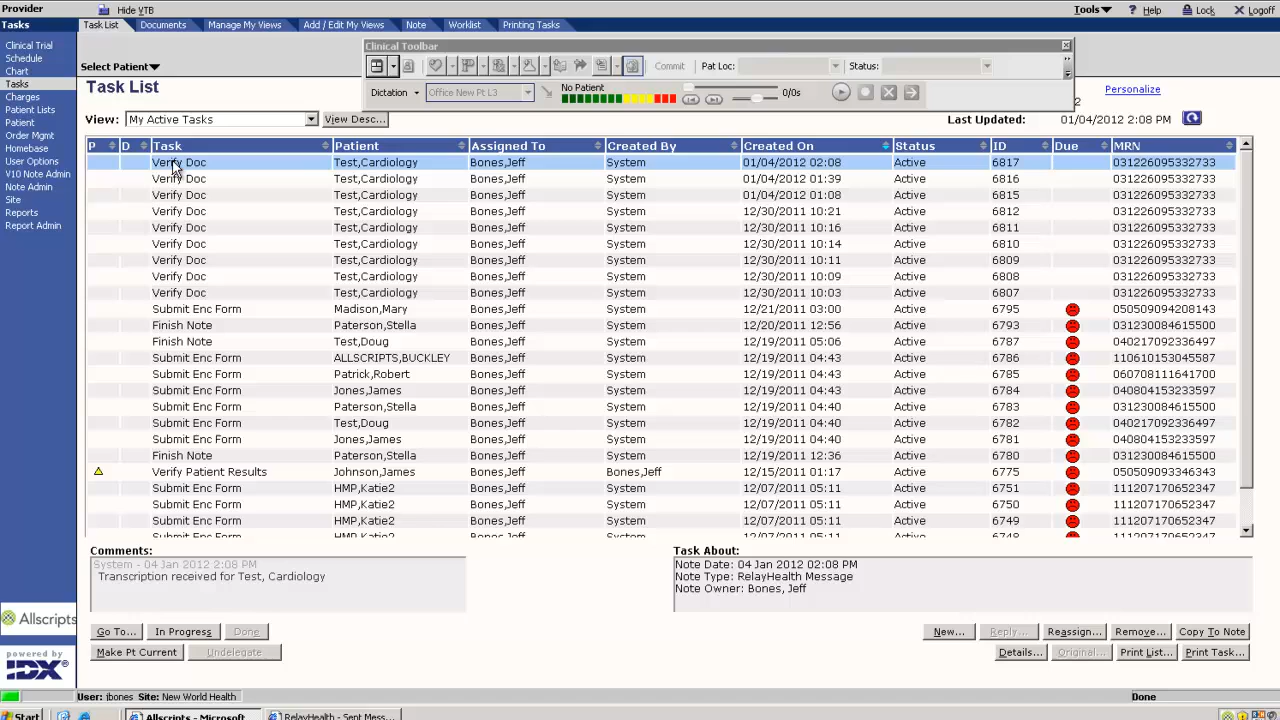 Provider Hide VTB Tools Help Lock Logoff
Tasks Task List Documents Manage My Views Add / Edit My Views Note Worklist Printing Tasks
Clinical Trial
Schedule
Chart
Tasks
Charges
Patient Lists
Patient
Order Mgmt
Homebase
User Options
V10 Note Admin
Note Admin
Site
Reports
Report Admin
Allscripts
powered by
IDX
Clinical Toolbar
Commit Pat Loc: Status:
Dictation Office New Pt L3 No Patient 0/0s
Select Patient
Task List
Personalize
View: My Active Tasks View Desc... Last Updated: 01/04/2012 2:08 PM
P D Task Patient Assigned To Created By Created On Status ID Due MRN
Verify Doc Test,Cardiology Bones,Jeff System 01/04/2012 02:08 Active 6817 031226095332733
Verify Doc Test,Cardiology Bones,Jeff System 01/04/2012 01:39 Active 6816 031226095332733
Verify Doc Test,Cardiology Bones,Jeff System 01/04/2012 01:08 Active 6815 031226095332733
Verify Doc Test,Cardiology Bones,Jeff System 12/30/2011 10:21 Active 6812 031226095332733
Verify Doc Test,Cardiology Bones,Jeff System 12/30/2011 10:16 Active 6811 031226095332733
Verify Doc Test,Cardiology Bones,Jeff System 12/30/2011 10:14 Active 6810 031226095332733
Verify Doc Test,Cardiology Bones,Jeff System 12/30/2011 10:11 Active 6809 031226095332733
Verify Doc Test,Cardiology Bones,Jeff System 12/30/2011 10:09 Active 6808 031226095332733
Verify Doc Test,Cardiology Bones,Jeff System 12/30/2011 10:03 Active 6807 031226095332733
Submit Enc Form Madison,Mary Bones,Jeff System 12/21/2011 03:00 Active 6795 050509094208143
Finish Note Paterson,Stella Bones,Jeff System 12/20/2011 12:56 Active 6793 031230084615500
Finish Note Test,Doug Bones,Jeff System 12/19/2011 05:06 Active 6787 040217092336497
Submit Enc Form ALLSCRIPTS,BUCKLEY Bones,Jeff System 12/19/2011 04:43 Active 6786 110610153045587
Submit Enc Form Patrick,Robert Bones,Jeff System 12/19/2011 04:43 Active 6785 060708111641700
Submit Enc Form Jones,James Bones,Jeff System 12/19/2011 04:43 Active 6784 040804153233597
Submit Enc Form Paterson,Stella Bones,Jeff System 12/19/2011 04:40 Active 6783 031230084615500
Submit Enc Form Test,Doug Bones,Jeff System 12/19/2011 04:40 Active 6782 040217092336497
Submit Enc Form Jones,James Bones,Jeff System 12/19/2011 04:40 Active 6781 040804153233597
Finish Note Paterson,Stella Bones,Jeff System 12/19/2011 12:36 Active 6780 031230084615500
Verify Patient Results Johnson,James Bones,Jeff Bones,Jeff 12/15/2011 01:17 Active 6775 050509093346343
Submit Enc Form HMP,Katie2 Bones,Jeff System 12/07/2011 05:11 Active 6751 111207170652347
Submit Enc Form HMP,Katie2 Bones,Jeff System 12/07/2011 05:11 Active 6750 111207170652347
Submit Enc Form HMP,Katie2 Bones,Jeff System 12/07/2011 05:11 Active 6749 111207170652347
Comments:
System - 04 Jan 2012 2:08 PM
Transcription received for Test, Cardiology
Task About:
Note Date: 04 Jan 2012 02:08 PM
Note Type: RelayHealth Message
Note Owner: Bones, Jeff
Go To... In Progress Done New... Reply... Reassign... Remove... Copy To Note
Make Pt Current Undelegate Details... Original... Print List... Print Task...
User: jbones Site: New World Health Done
Start Allscripts - Microsoft RelayHealth - Sent Mess...